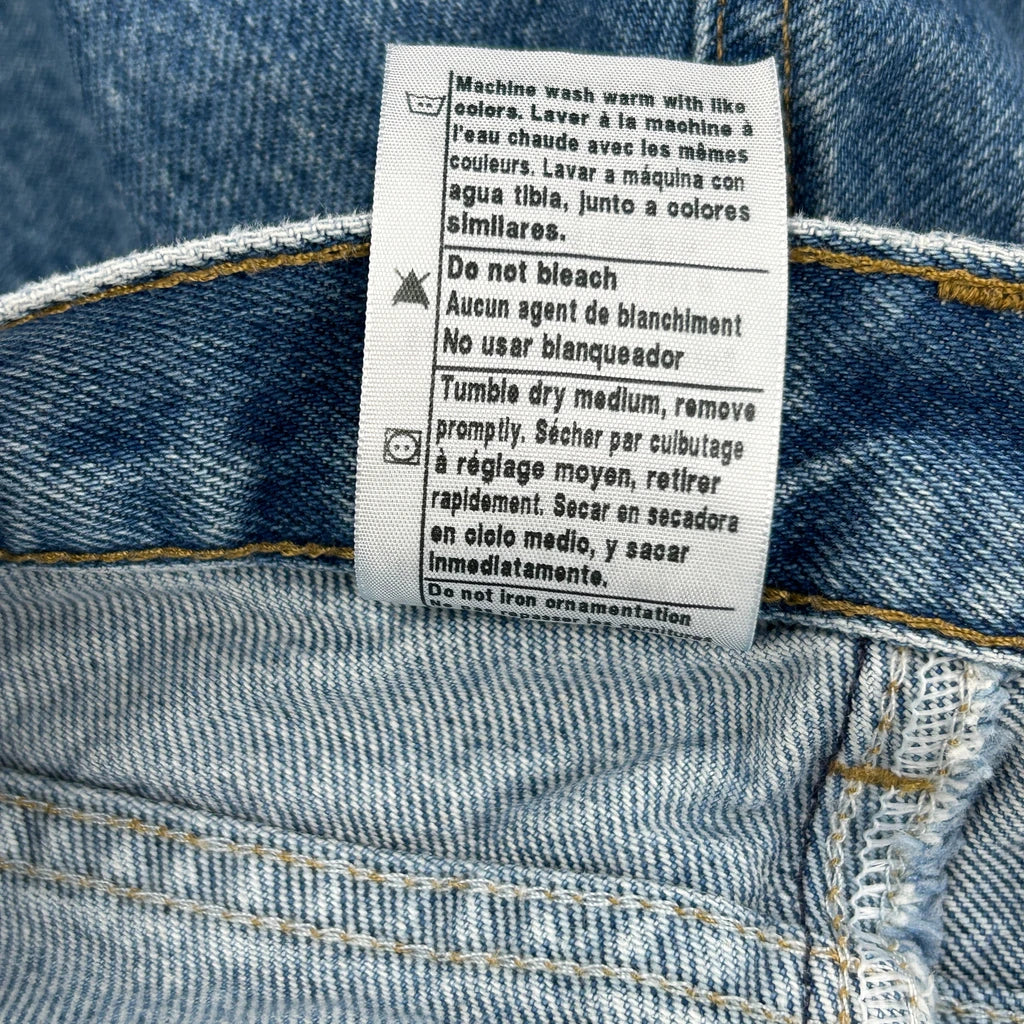 Machine wash warm with like
colors. Laver à la machine à
l'eau chaude avec les mêmes
couleurs. Lavar a máquina con
agua tibia, junto a colores
similares.
Do not bleach
Aucun agent de blanchiment
No usar blanqueador
Tumble dry medium, remove
promptly. Sécher par culbutage
à réglage moyen, retirer
rapidement. Secar en secadora
en ciclo medio, y sacar
inmediatamente.
Do not iron ornamentation